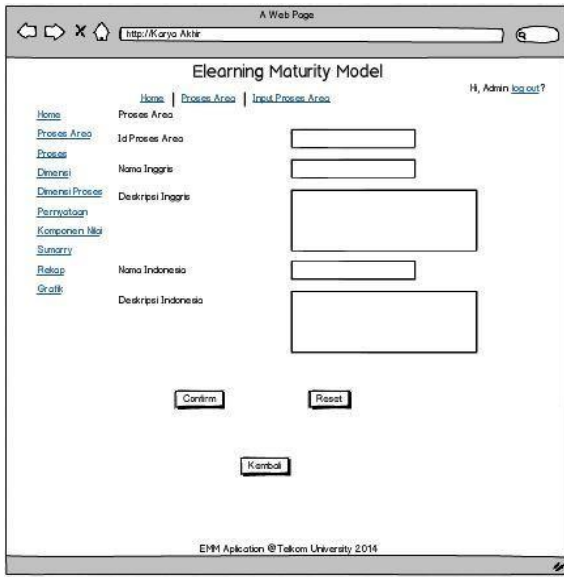 A Web Page
http://Karya Akhir
Elearning Maturity Model
Hi, Admin log out?
Home | Proses Area | Input Proses Area
Home
Proses Area
Proses
Dimensi
Dimensi Proses
Pernyataan
Komponen Nilai
Sumarry
Rekap
Grafik
Proses Area
Id Proses Area
Nama Inggris
Deskripsi Inggris
Nama Indonesia
Deskripsi Indonesia
Confirm
Reset
Kembali
EMM Aplication @Telkom University 2014